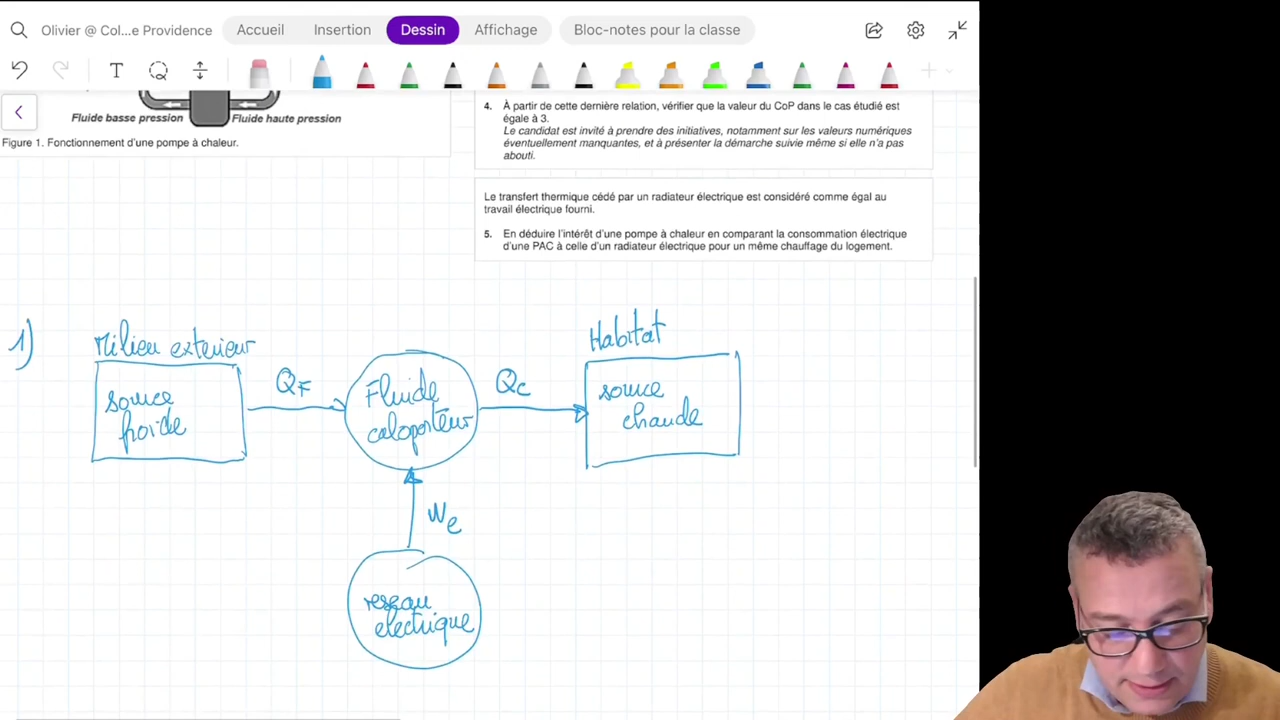 Olivier @ Col...e Providence
Accueil
Insertion
Dessin
Affichage
Bloc-notes pour la classe
T
Fluide basse pression
Fluide haute pression
Figure 1. Fonctionnement d'une pompe à chaleur.
4. À partir de cette dernière relation, vérifier que la valeur du CoP dans le cas étudié est
égale à 3.
Le candidat est invité à prendre des initiatives, notamment sur les valeurs numériques
éventuellement manquantes, et à présenter la démarche suivie même si elle n'a pas
abouti.
Le transfert thermique cédé par un radiateur électrique est considéré comme égal au
travail électrique fourni.
5. En déduire l'intérêt d'une pompe à chaleur en comparant la consommation électrique
d'une PAC à celle d'un radiateur électrique pour un même chauffage du logement.
1)
Milieu exterieur
source
froide
QF
Fluide
caloporteur
Qc
Habitat
source
chaude
We
reseau
electrique